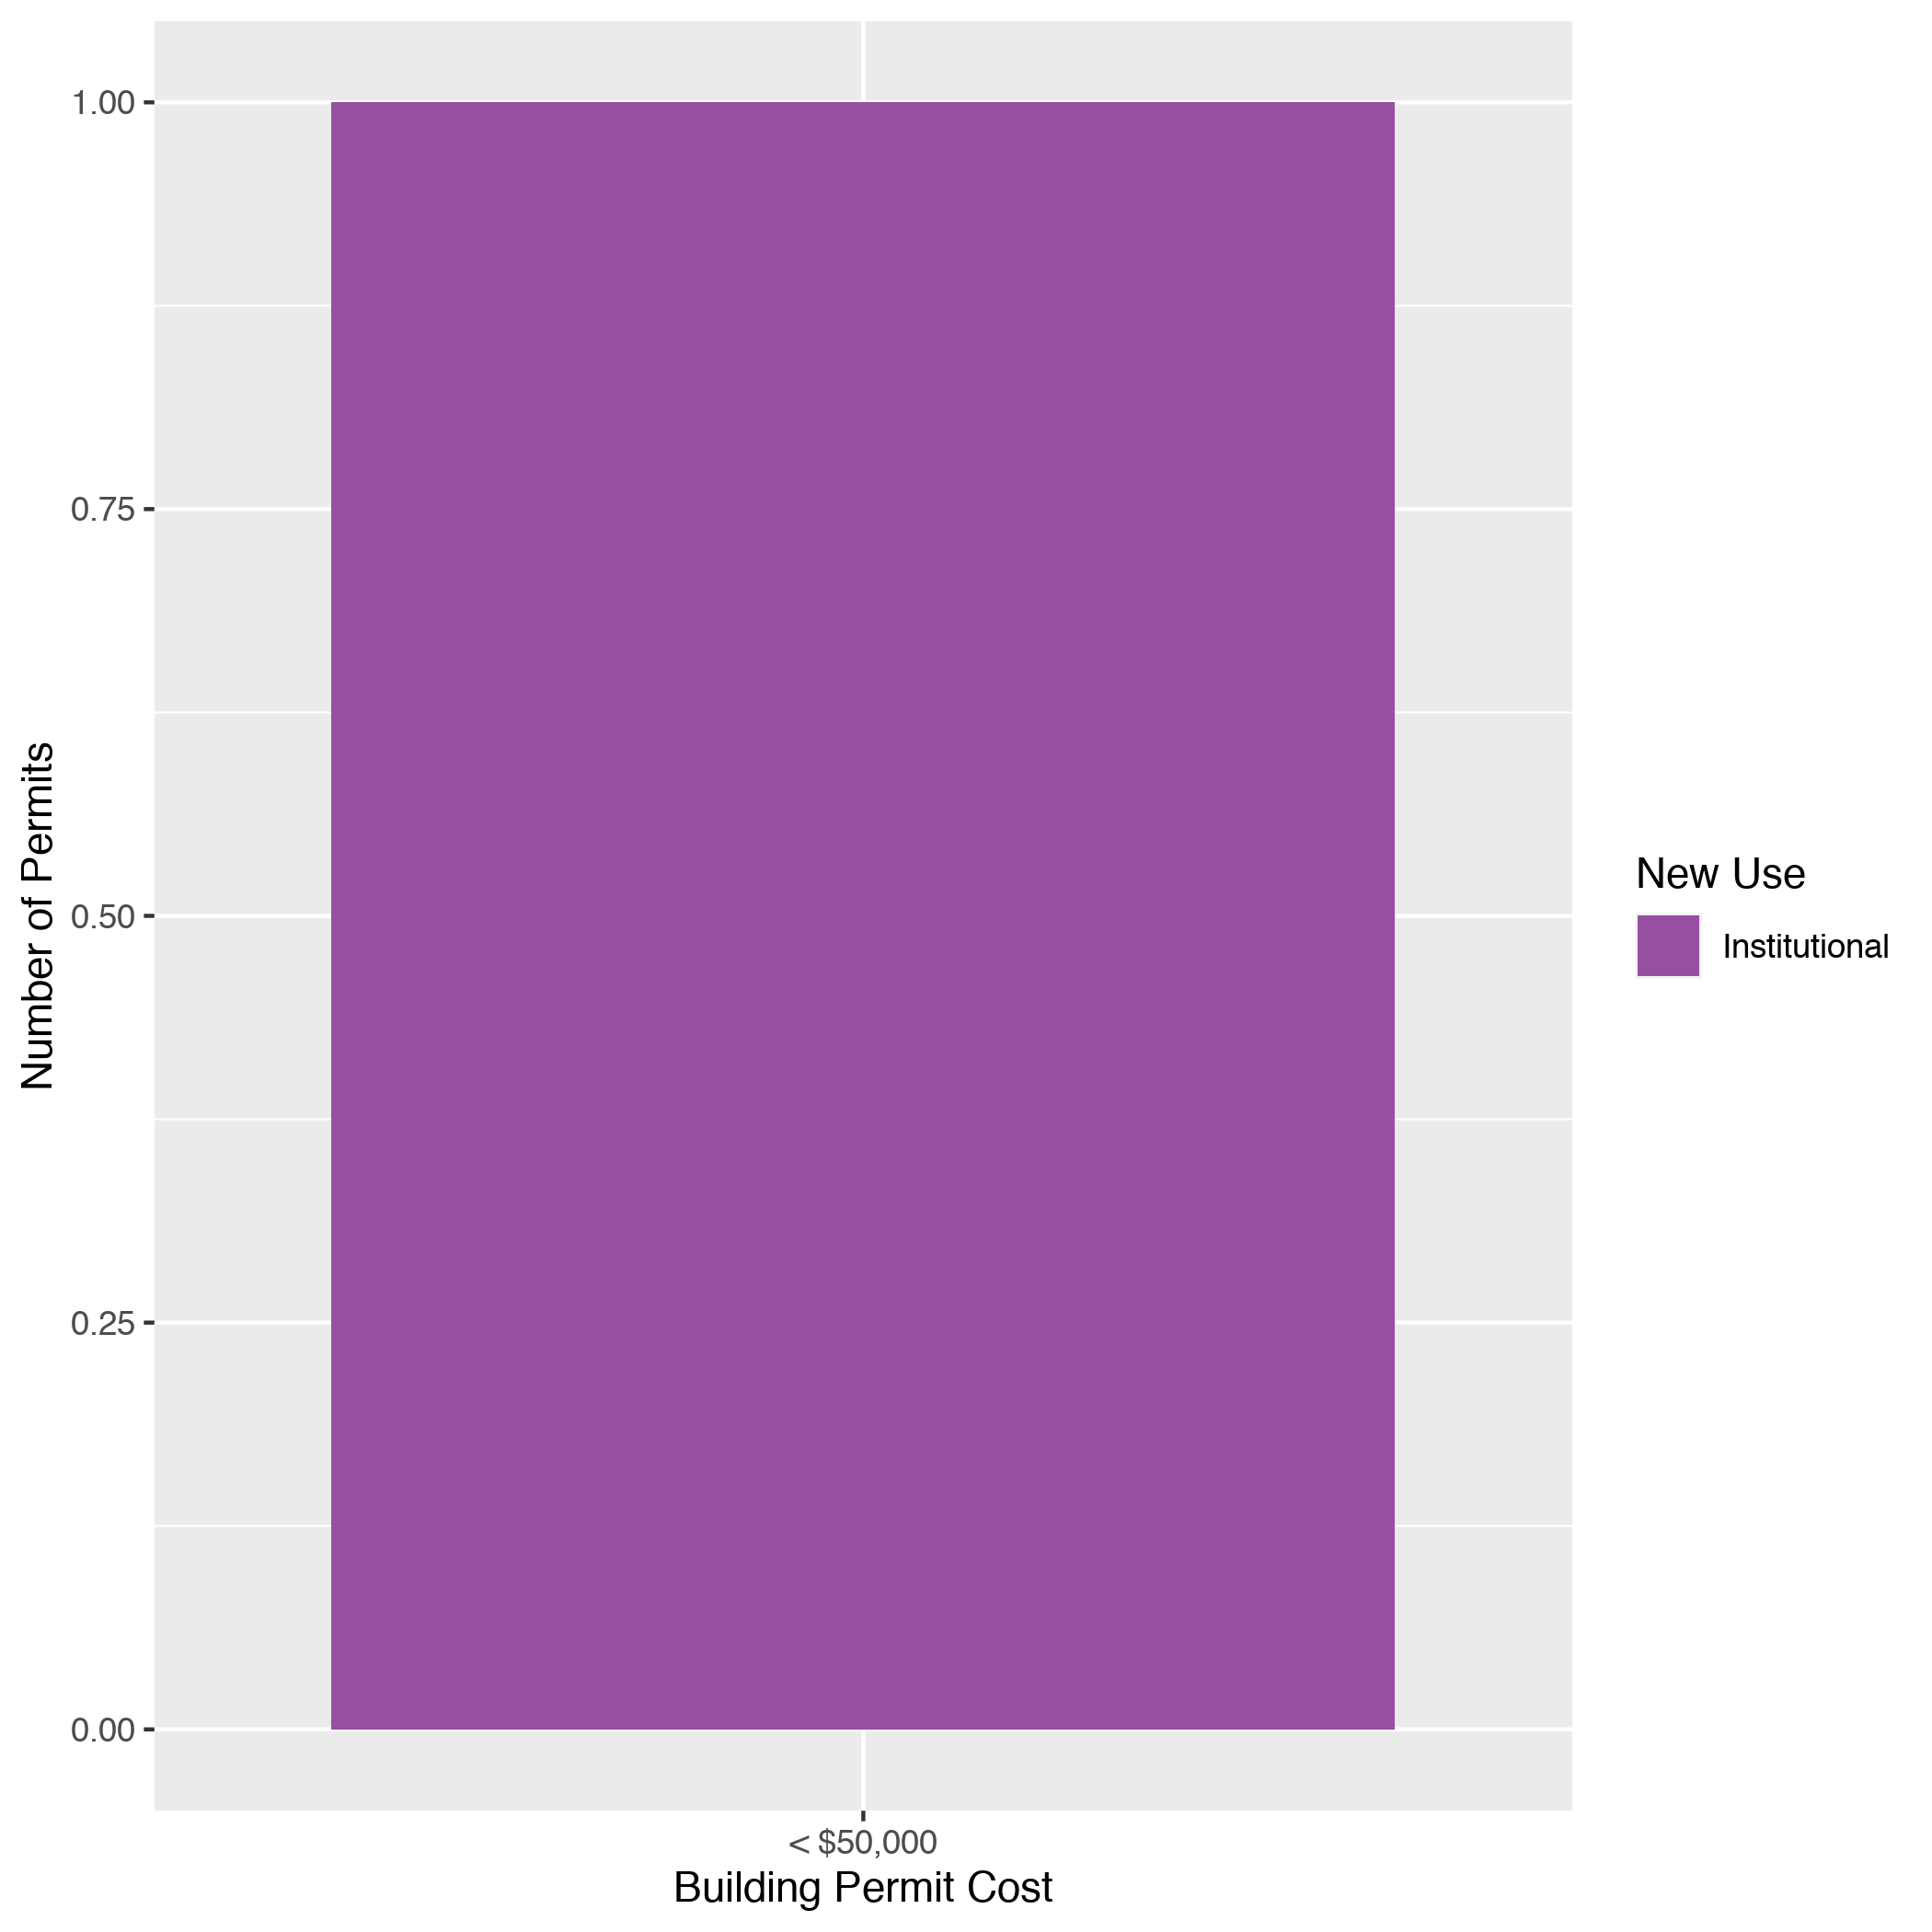 Number of Permits
1.00
0.75
0.50
0.25
0.00
< $50,000
Building Permit Cost
New Use
Institutional